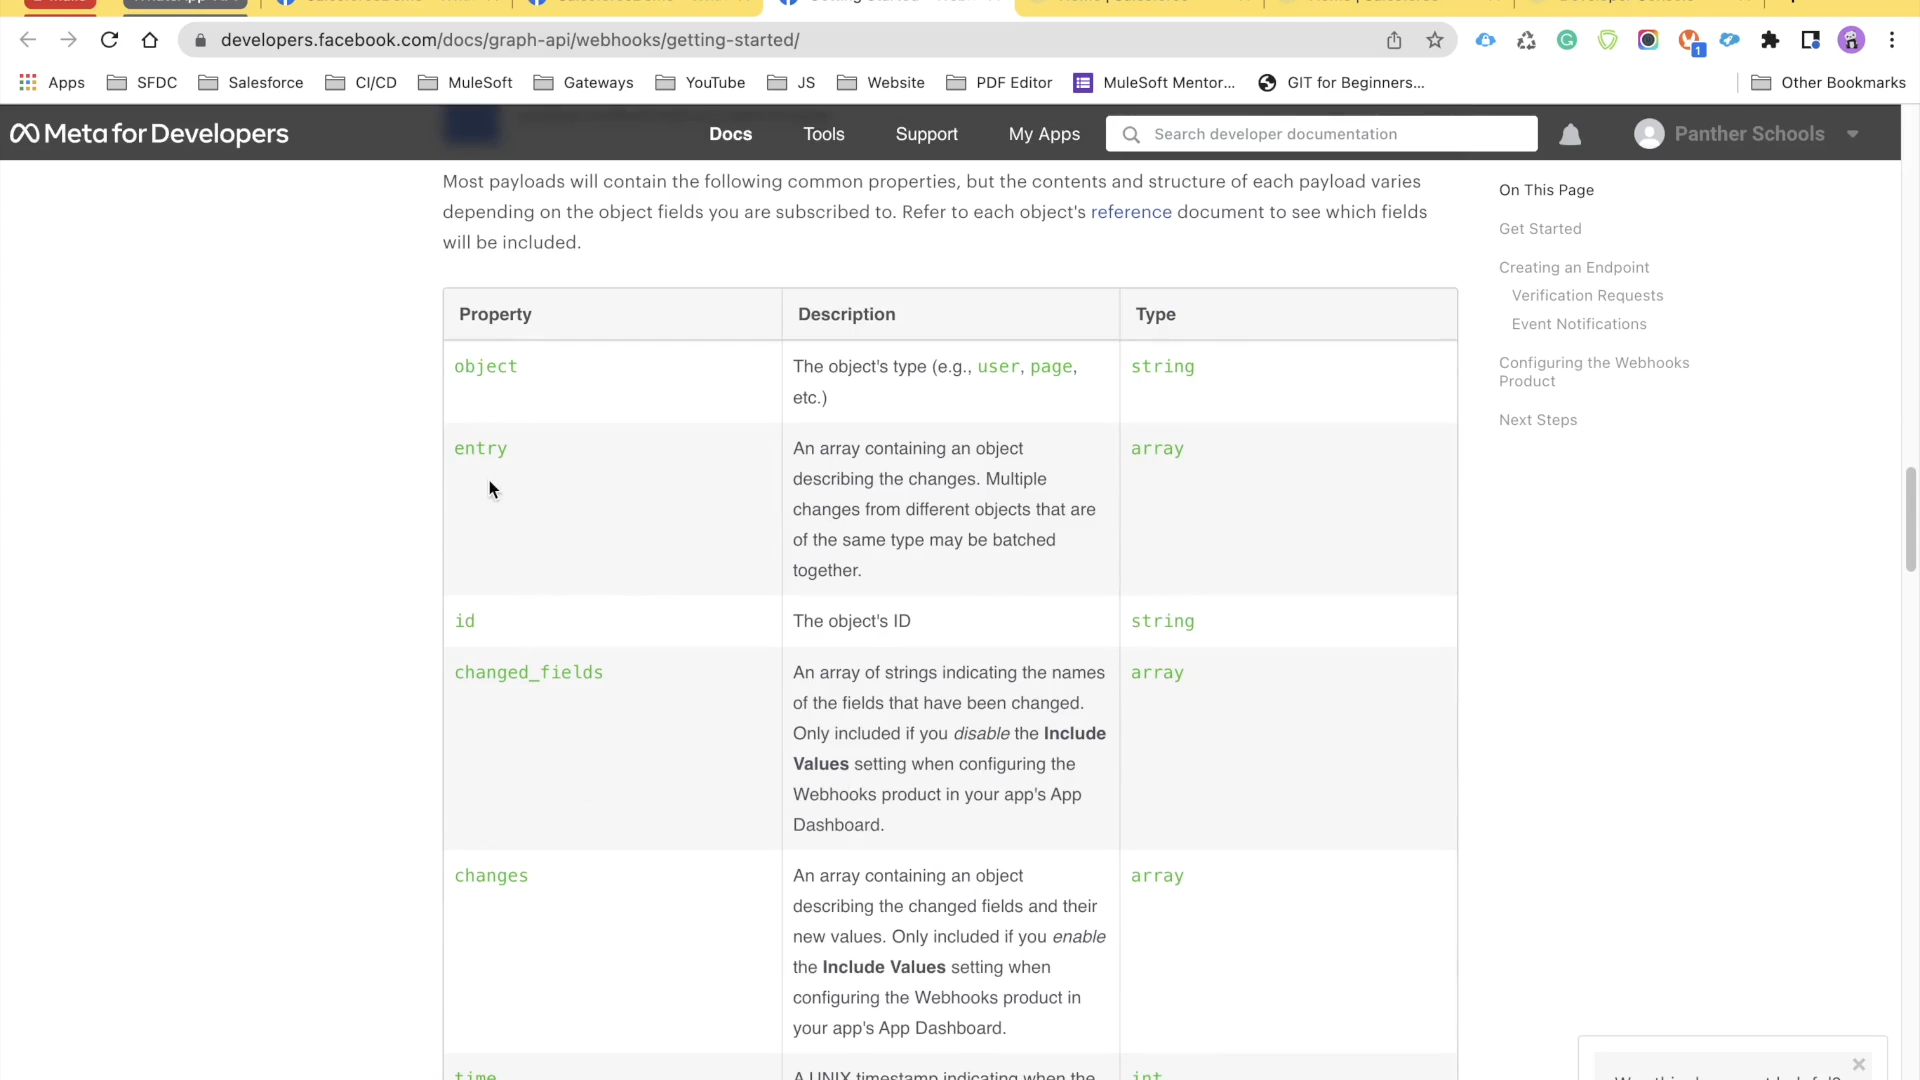 developers.facebook.com/docs/graph-api/webhooks/getting-started/
1
Apps SFDC Salesforce CI/CD MuleSoft Gateways YouTube JS Website PDF Editor MuleSoft Mentor... GIT for Beginners... Other Bookmarks
Meta for Developers Docs Tools Support My Apps Search developer documentation Panther Schools
Most payloads will contain the following common properties, but the contents and structure of each payload varies
depending on the object fields you are subscribed to. Refer to each object's reference document to see which fields
will be included.
On This Page
Get Started
Creating an Endpoint
Verification Requests
Event Notifications
Configuring the Webhooks
Product
Next Steps
Property Description Type
object The object's type (e.g., user, page, string
etc.)
entry An array containing an object array
describing the changes. Multiple
changes from different objects that are
of the same type may be batched
together.
id The object's ID string
changed_fields An array of strings indicating the names array
of the fields that have been changed.
Only included if you disable the Include
Values setting when configuring the
Webhooks product in your app's App
Dashboard.
changes An array containing an object array
describing the changed fields and their
new values. Only included if you enable
the Include Values setting when
configuring the Webhooks product in
your app's App Dashboard.
time A UNIX timestamp indicating when the int